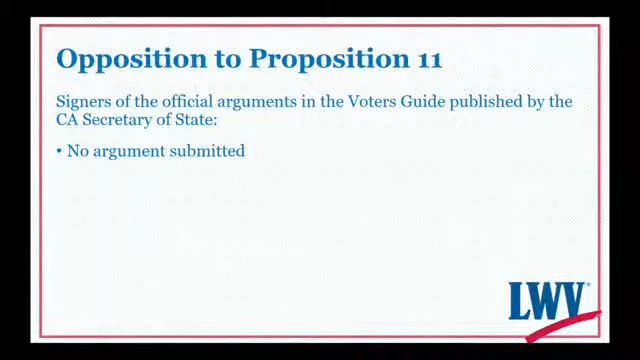 Opposition to Proposition 11
Signers of the official arguments in the Voters Guide published by the
CA Secretary of State:
• No argument submitted
LWV®